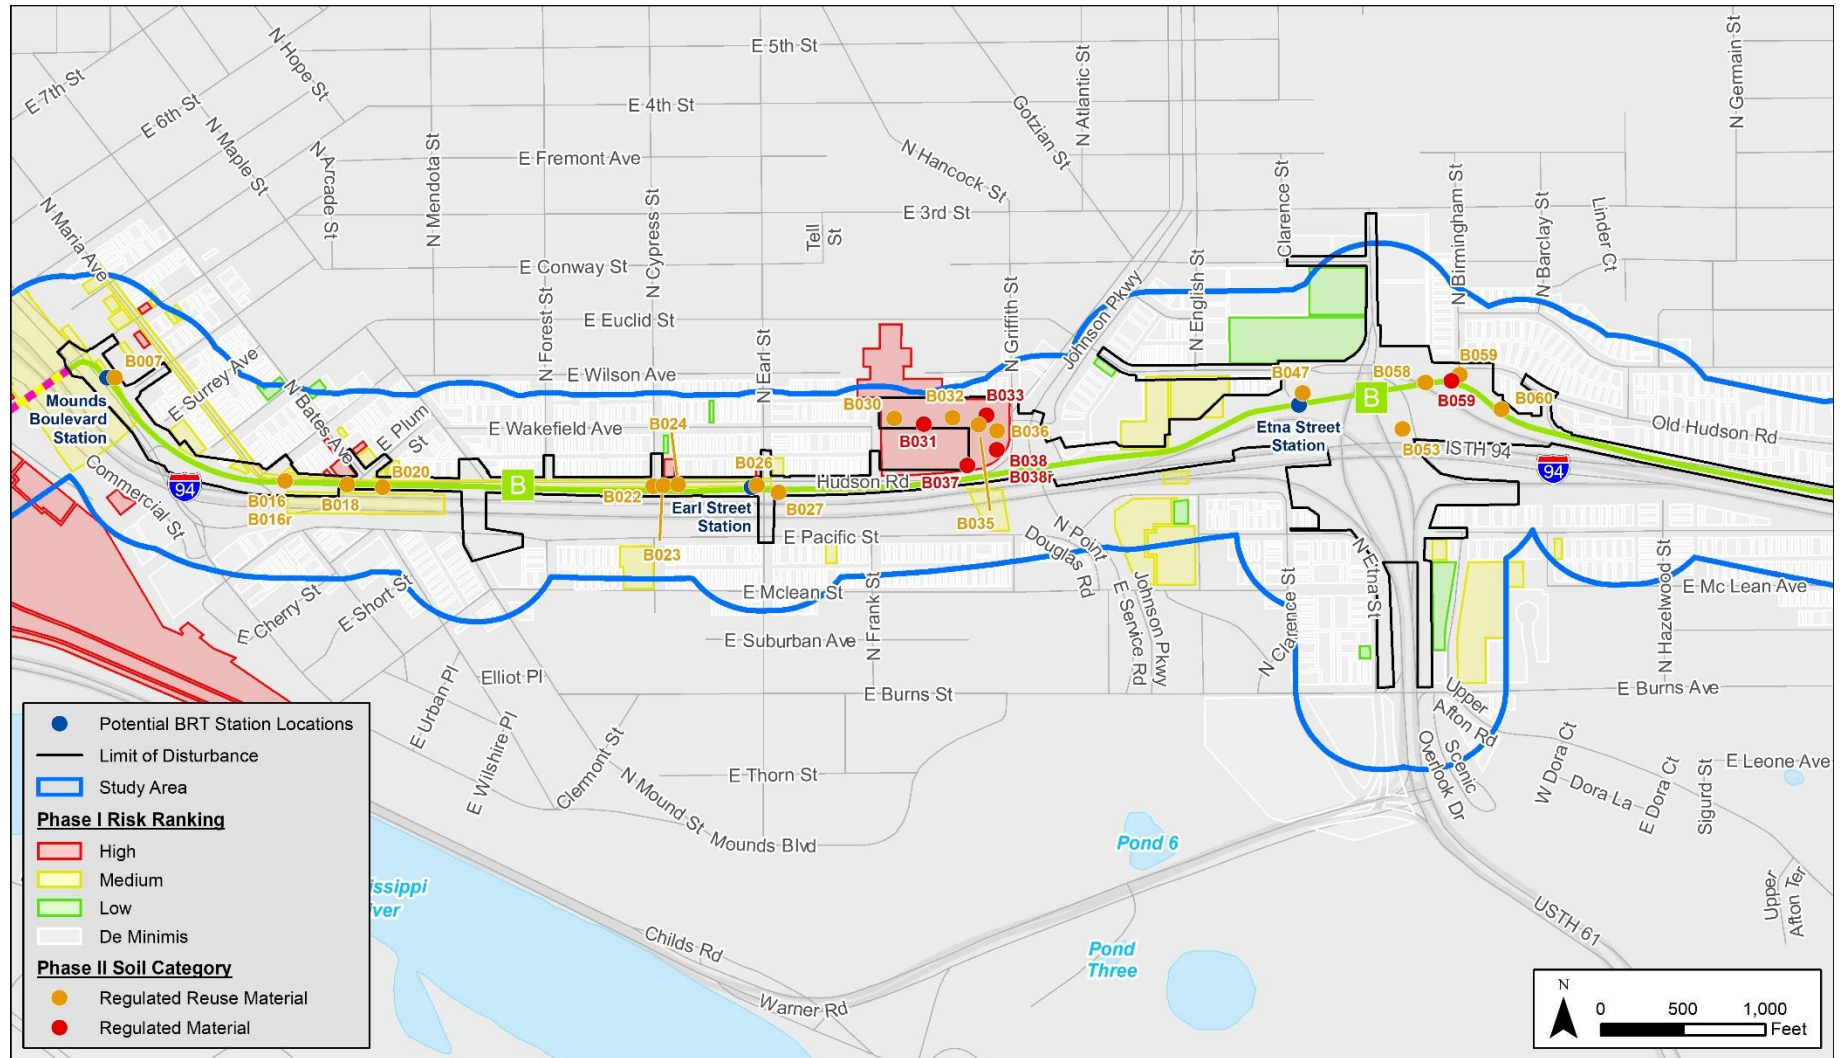 E 5th St
N Hope St
E 7th St
E 6th St
E 4th St
N Maple St
N Arcade St
N Mendota St
E Fremont Ave
Gotzian St
N Atlantic St
N Germain St
N Hancock St
E 3rd St
Tell
St
N Maria Ave
E Conway St
N Cypress St
Clarence St
N Birmingham St
N Barclay St
Linder Ct
N English St
Johnson Pkwy
N Griffith St
E Euclid St
N Forest St
N Earl St
E Surrey Ave
N Bates Ave
E Plum
St
E Wilson Ave
E Wakefield Ave
B007
Mounds
Boulevard
Station
Commercial St
94
B016
B016r
B018
B020
B
B022
B023
B024
B026
B027
Earl Street
Station
Hudson Rd
B030
B031
B032
B033
B035
B036
B037
B038
B038r
B047
Etna Street
Station
B
B053
B058
B059
B059
B060
Old Hudson Rd
ISTH 94
94
E Pacific St
N Point
Douglas Rd
E Cherry St
E Short St
E Mclean St
N Frank St
E Service Rd
Johnson Pkwy
N Clarence St
N Etna St
N Hazelwood St
E Mc Lean Ave
E Suburban Ave
Elliot Pl
E Urban Pl
E Wilshire Pl
Clermont St
E Burns St
E Burns Ave
Upper
Afton Rd
Scenic
Overlook Dr
W Dora Ct
Dora La
E Dora Ct
Sigurd St
E Leone Ave
E Thorn St
N Mound St
Mounds Blvd
Pond 6
Pond
Three
USTH 61
Upper
Afton Ter
Childs Rd
Warner Rd
issippi
iver
Potential BRT Station Locations
Limit of Disturbance
Study Area
Phase I Risk Ranking
High
Medium
Low
De Minimis
Phase II Soil Category
Regulated Reuse Material
Regulated Material
N
0 500 1,000
Feet